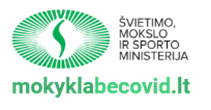 ŠVIETIMO,
MOKSLO
IR SPORTO
MINISTERIJA
mokyklabecovid.lt